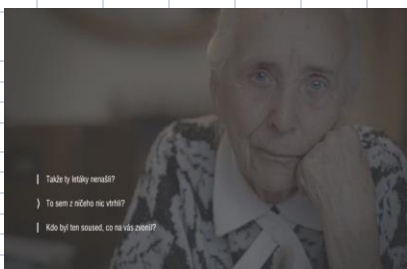 Takže ty letáky nenašli?
To sem z ničeho nic vtrhli?
Kdo byl ten soused, co na vás zvonil?